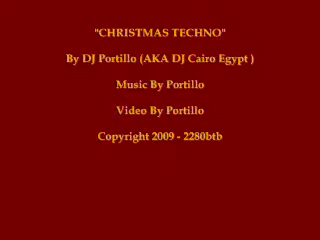 "CHRISTMAS TECHNO"
By DJ Portillo (AKA DJ Cairo Egypt )
Music By Portillo
Video By Portillo
Copyright 2009 - 2280btb